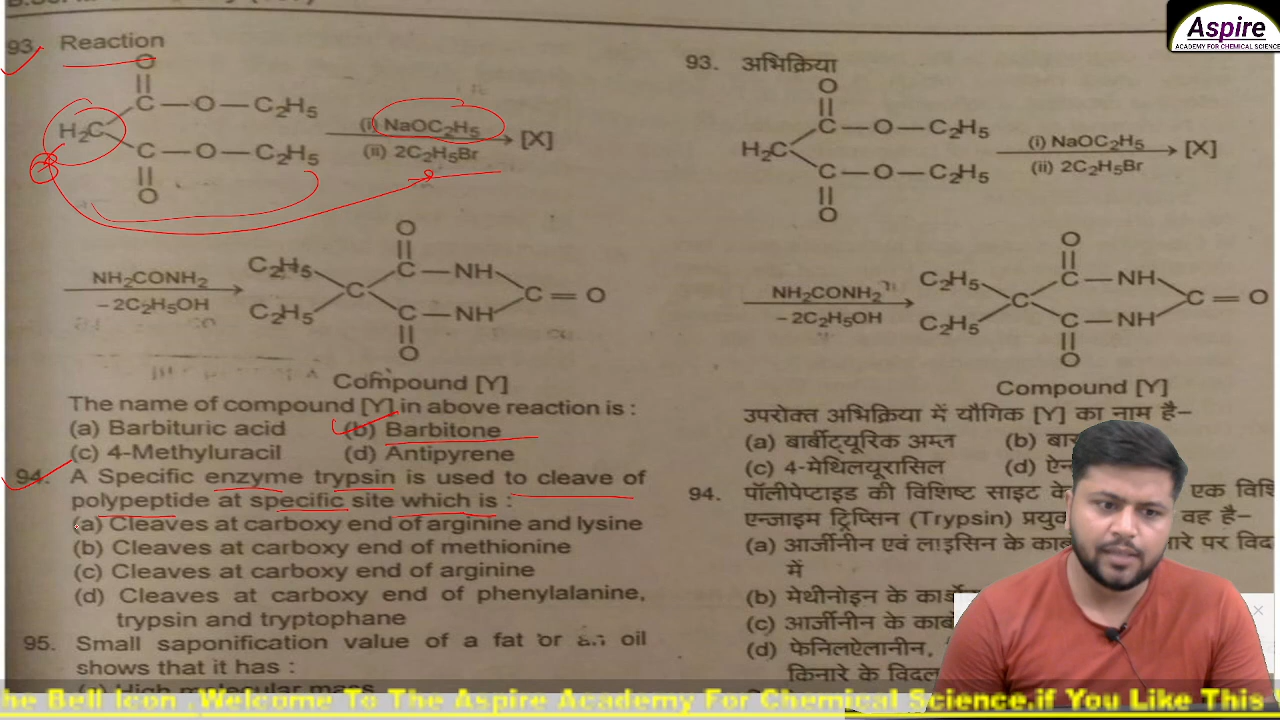 Aspire
ACADEMY FOR CHEMICAL SCIENCE
93. Reaction
O
||
C—O—C₂H₅
H₂C
C—O—C₂H₅
||
O
(i) NaOC₂H₅
(ii) 2C₂H₅Br
[X]
NH₂CONH₂
−2C₂H₅OH
O
||
C₂H₅
C—NH
C
C=O
C₂H₅
C—NH
||
O
Compound [Y]
The name of compound [Y] in above reaction is :
(a) Barbituric acid (b) Barbitone
(c) 4-Methyluracil (d) Antipyrene
94. A Specific enzyme trypsin is used to cleave of
polypeptide at specific site which is :
(a) Cleaves at carboxy end of arginine and lysine
(b) Cleaves at carboxy end of methionine
(c) Cleaves at carboxy end of arginine
(d) Cleaves at carboxy end of phenylalanine,
trypsin and tryptophane
95. Small saponification value of a fat or an oil
shows that it has :
93. अभिक्रिया
O
||
C—O—C₂H₅
H₂C
C—O—C₂H₅
||
O
(i) NaOC₂H₅
(ii) 2C₂H₅Br
[X]
NH₂CONH₂
−2C₂H₅OH
O
||
C₂H₅
C—NH
C
C=O
C₂H₅
C—NH
||
O
Compound [Y]
उपरोक्त अभिक्रिया में यौगिक [Y] का नाम है–
(a) बार्बीट्यूरिक अम्ल (b)
(c) 4-मेथिलयूरासिल (d)
94. पॉलीपेप्टाइड की विशिष्ट साइट के एक
एन्जाइम ट्रिप्सिन (Trypsin) वह है–
(a) आर्जीनीन एवं लाइसिन के पर
में
(b) मेथीनोइन के
(c) आर्जीनीन के
(d) फेनिलऐलानीन,
किनारे के
Bell Icon ,Welcome To The Aspire Academy For Chemical Science,if You Like This